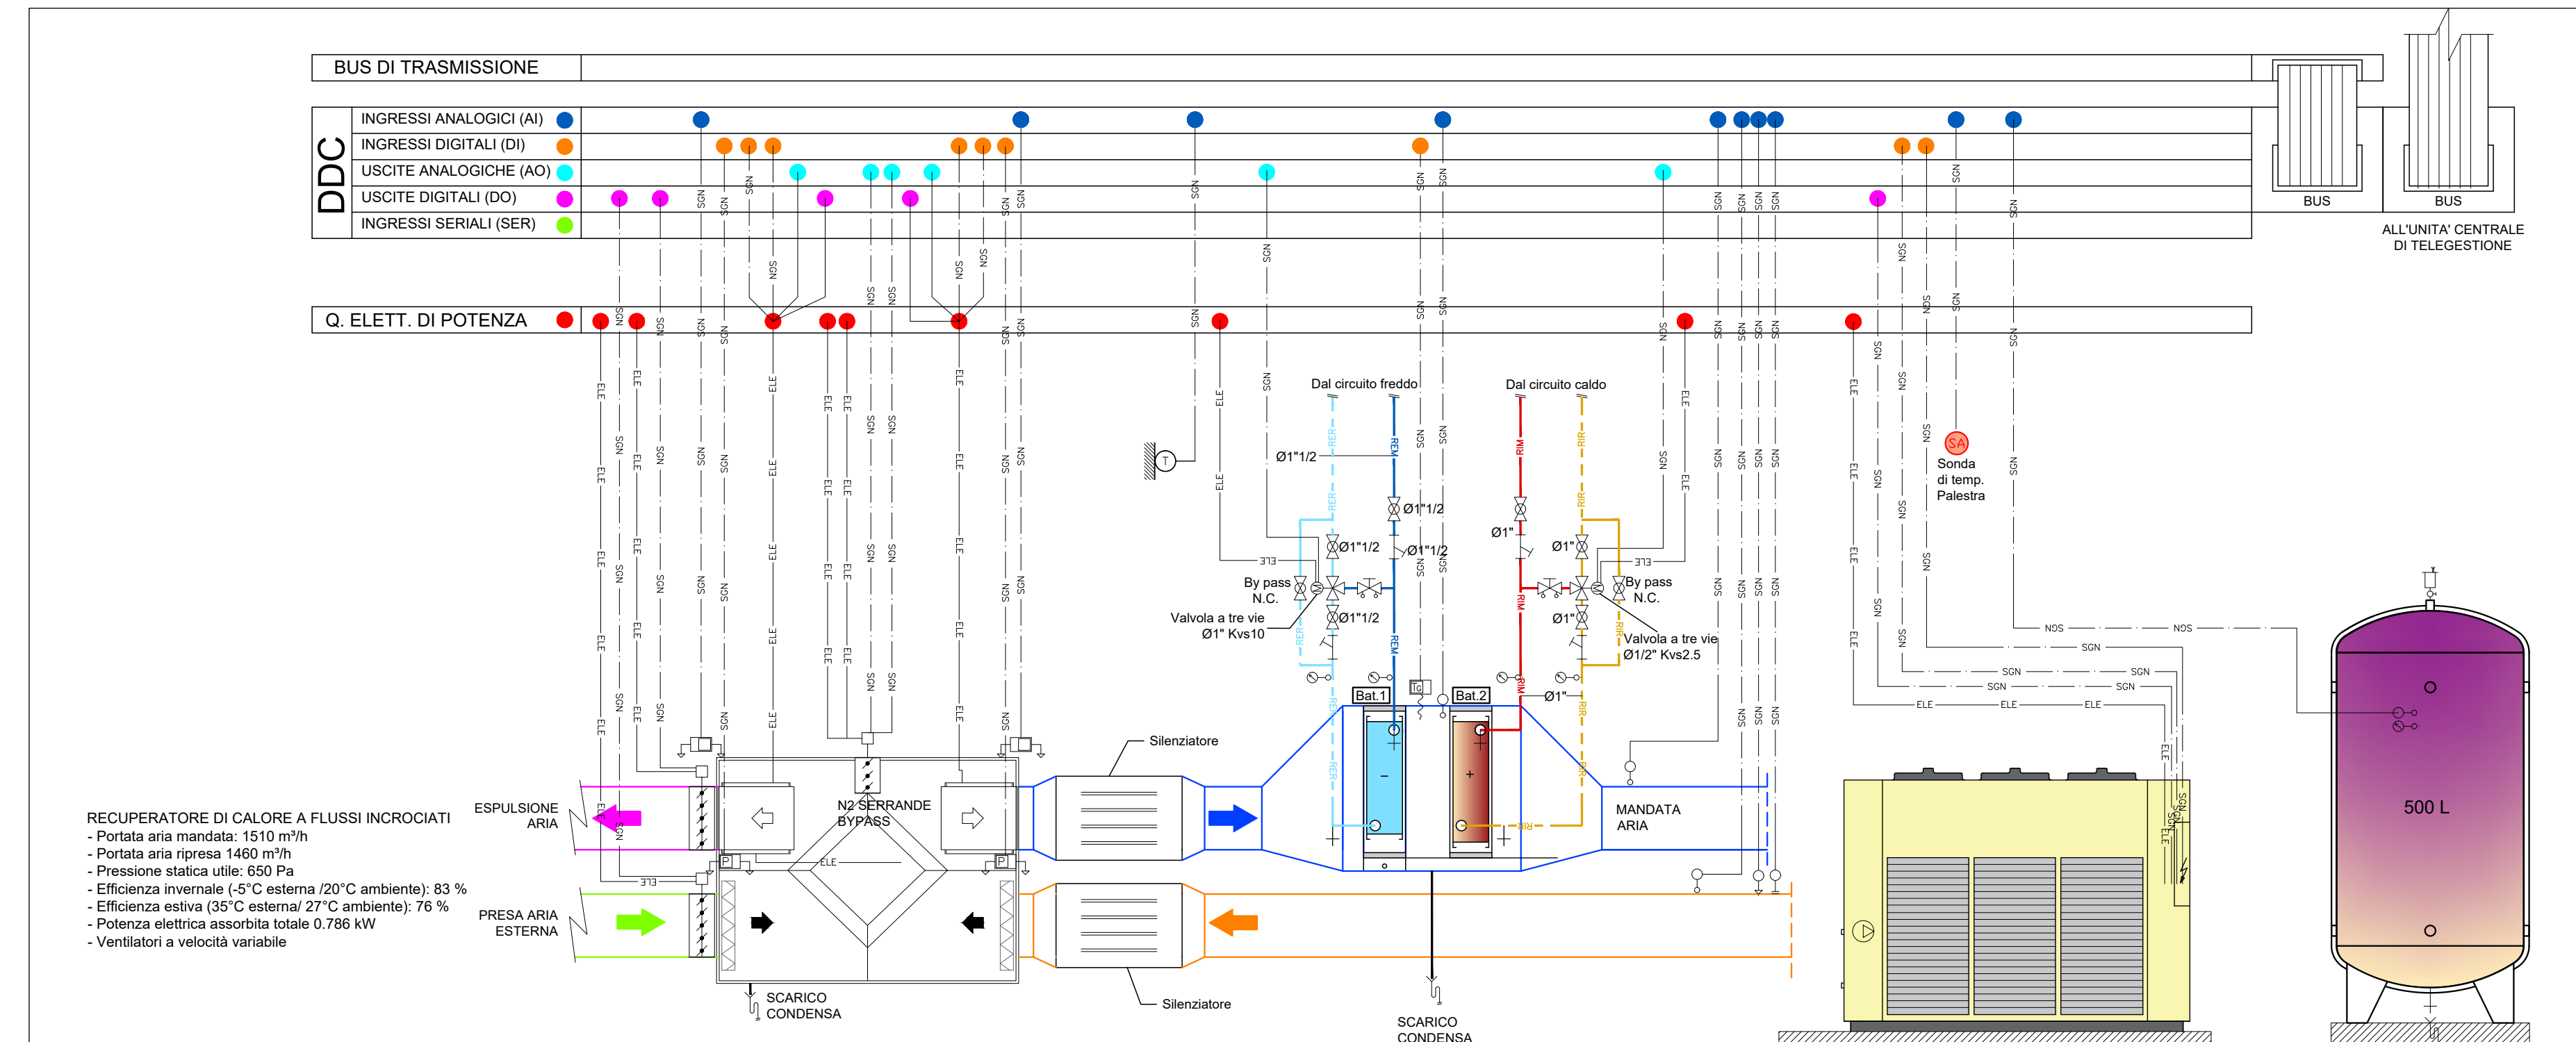 BUS DI TRASMISSIONE
DDC
INGRESSI ANALOGICI (AI)
INGRESSI DIGITALI (DI)
USCITE ANALOGICHE (AO)
USCITE DIGITALI (DO)
INGRESSI SERIALI (SER)
BUS
BUS
ALL'UNITA' CENTRALE
DI TELEGESTIONE
Q. ELETT. DI POTENZA
Dal circuito freddo
Dal circuito caldo
Ø1"1/2
Ø1"1/2
Ø1"1/2
Ø1"1/2
Ø1"1/2
By pass
N.C.
Valvola a tre vie
Ø1" Kvs10
Ø1"
Ø1"
Ø1"
Ø1"
By pass
N.C.
Valvola a tre vie
Ø1/2" Kvs2.5
RER
REM
RIM
RIR
T
SA
Sonda
di temp.
Palestra
Tg
Bat.1
Bat.2
Silenziatore
N2 SERRANDE
BYPASS
P
P
ELE
SGN
ESPULSIONE
ARIA
PRESA ARIA
ESTERNA
MANDATA
ARIA
500 L
RECUPERATORE DI CALORE A FLUSSI INCROCIATI
- Portata aria mandata: 1510 m³/h
- Portata aria ripresa 1460 m³/h
- Pressione statica utile: 650 Pa
- Efficienza invernale (-5°C esterna /20°C ambiente): 83 %
- Efficienza estiva (35°C esterna/ 27°C ambiente): 76 %
- Potenza elettrica assorbita totale 0.786 kW
- Ventilatori a velocità variabile
SCARICO
CONDENSA
Silenziatore
SCARICO
CONDENSA